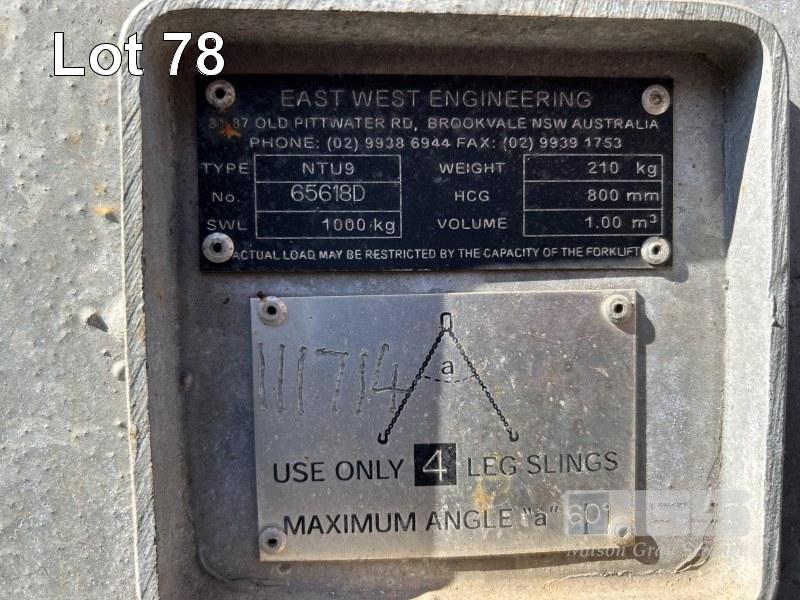 Lot 78
EAST WEST ENGINEERING
OLD PITTWATER RD, BROOKVALE NSW AUSTRALIA
PHONE: (02) 9938 6944 FAX: (02) 9939 1753
TYPE NTU9 WEIGHT 210 kg
No. 65618D HCG 800 mm
SWL 1000 kg VOLUME 1.00 m³
ACTUAL LOAD MAY BE RESTRICTED BY THE CAPACITY OF THE FORKLIFT
111714
a
USE ONLY 4 LEG SLINGS
MAXIMUM ANGLE "a" 60°
Mason Gray